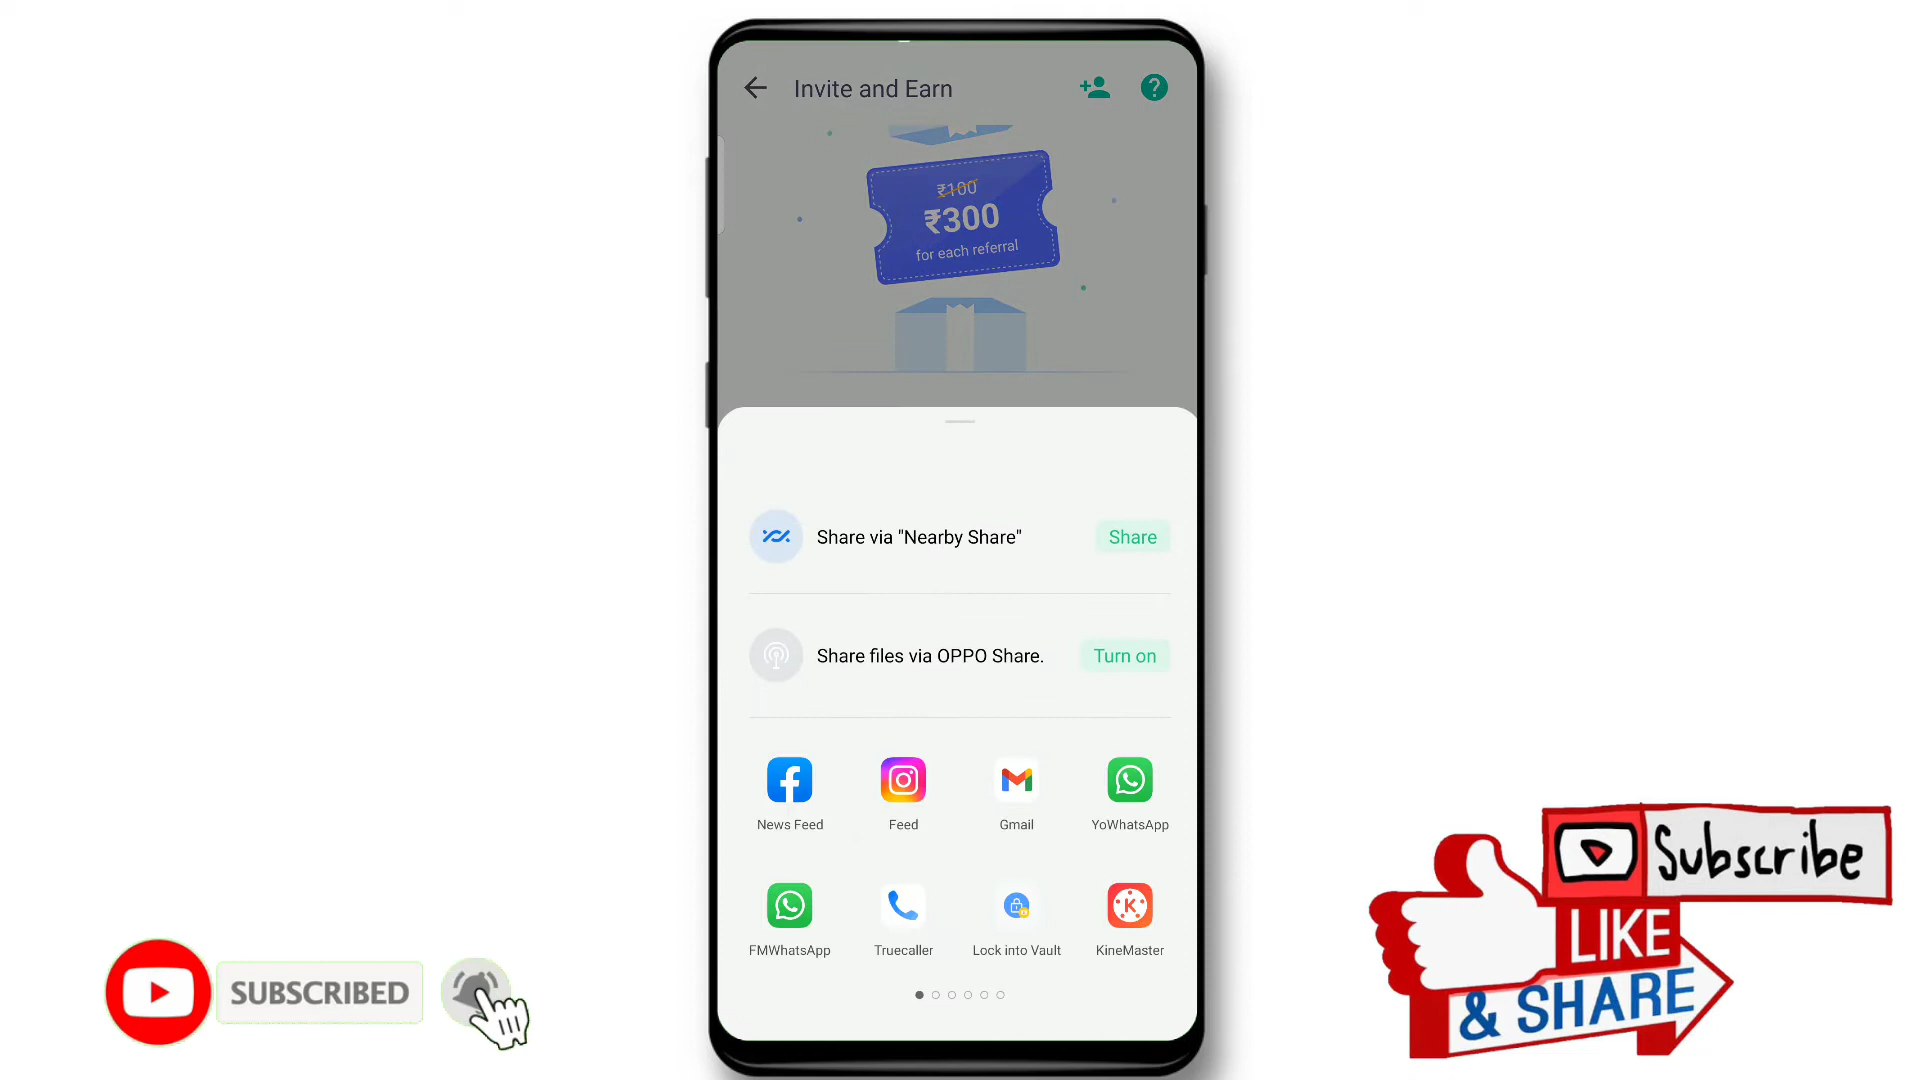 Invite and Earn
₹100
₹300
for each referral
Share via "Nearby Share"
Share
Share files via OPPO Share.
Turn on
News Feed
Feed
Gmail
YoWhatsApp
FMWhatsApp
Truecaller
Lock into Vault
KineMaster
SUBSCRIBED
Subscribe
LIKE
& SHARE